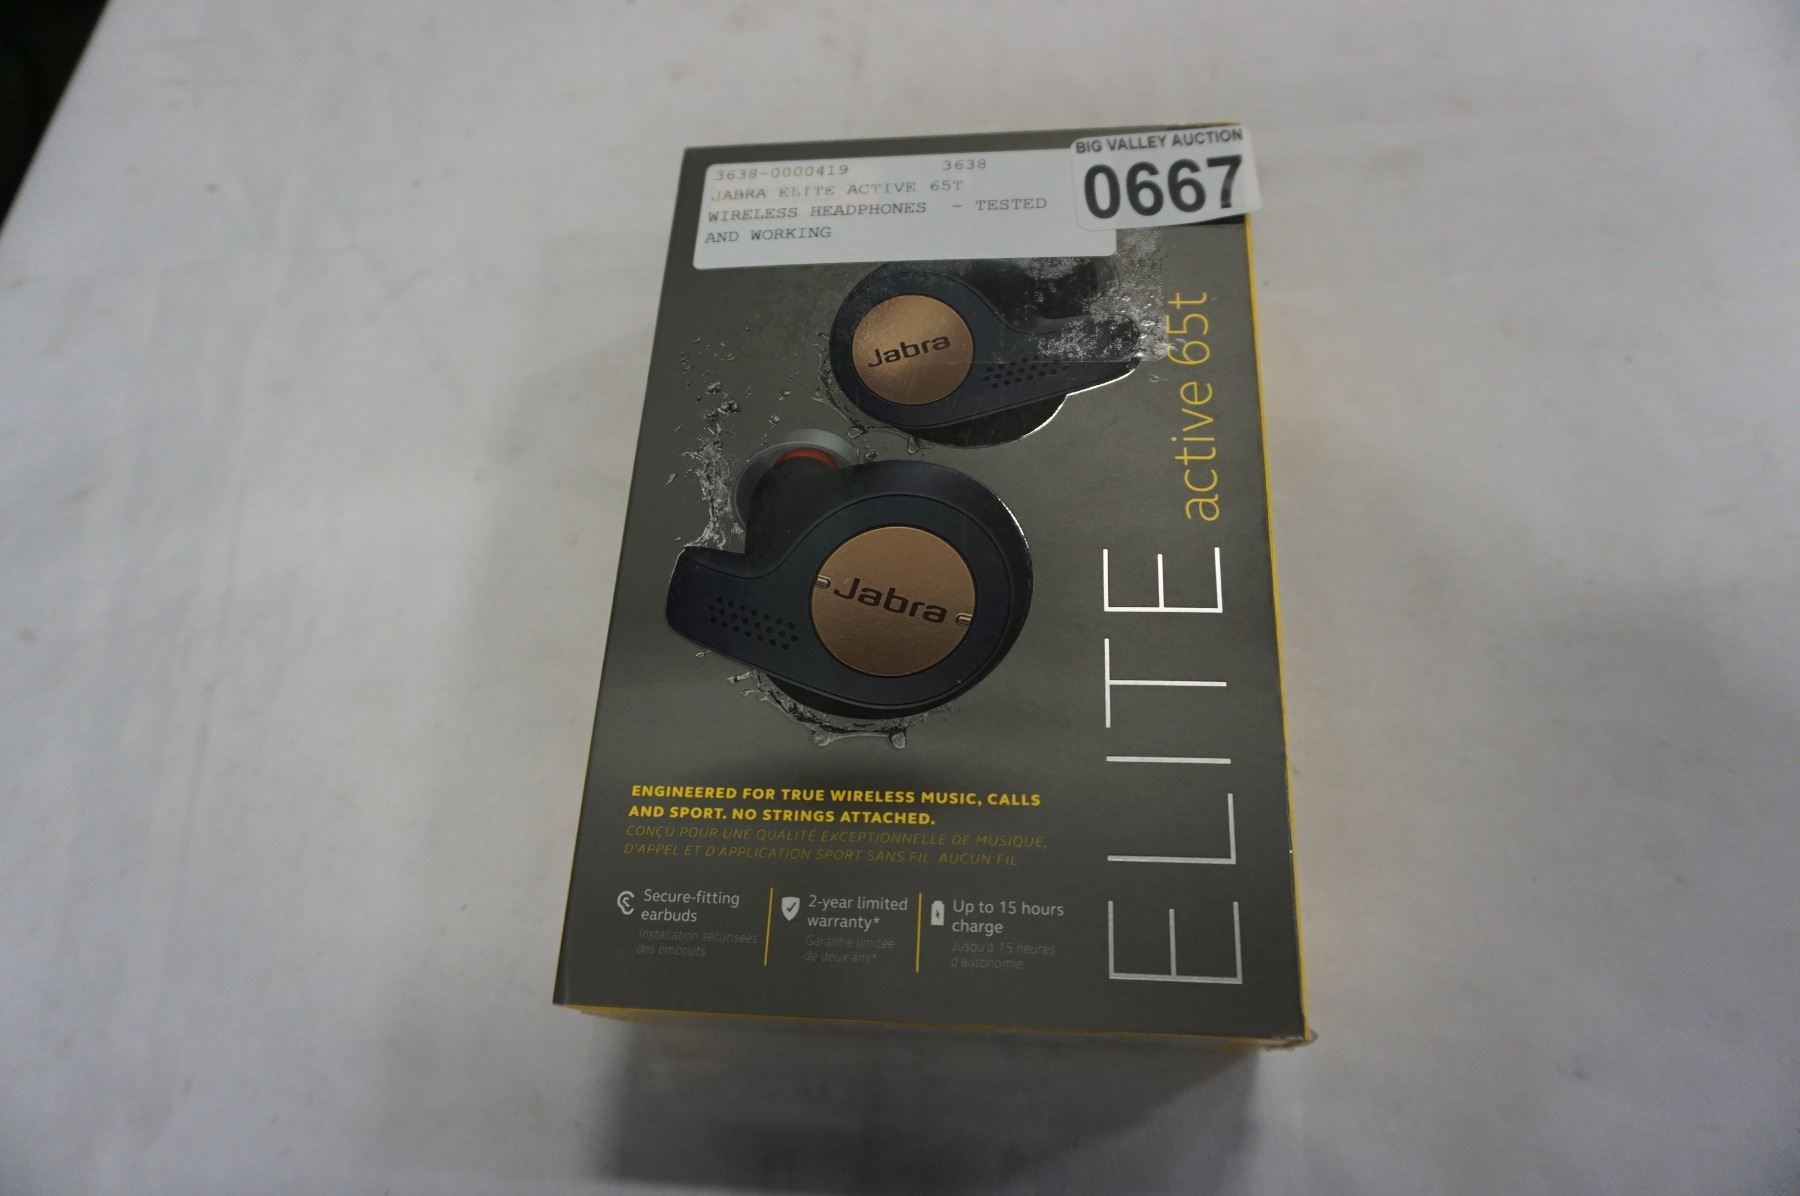 BIG VALLEY AUCTION
0667
3638-0000419 3638
JABRA ELITE ACTIVE 65T
WIRELESS HEADPHONES - TESTED
AND WORKING
Jabra
Jabra
ELITE active 65t
ENGINEERED FOR TRUE WIRELESS MUSIC, CALLS
AND SPORT. NO STRINGS ATTACHED.
CONÇU POUR UNE QUALITÉ EXCEPTIONNELLE DE MUSIQUE,
D'APPEL ET D'APPLICATION SPORT SANS FIL. AUCUN FIL.
Secure-fitting
earbuds
Installation sécurisées
des embouts
2-year limited
warranty*
Garantie limitée
de deux ans*
Up to 15 hours
charge
Jusqu'à 15 heures
d'autonomie